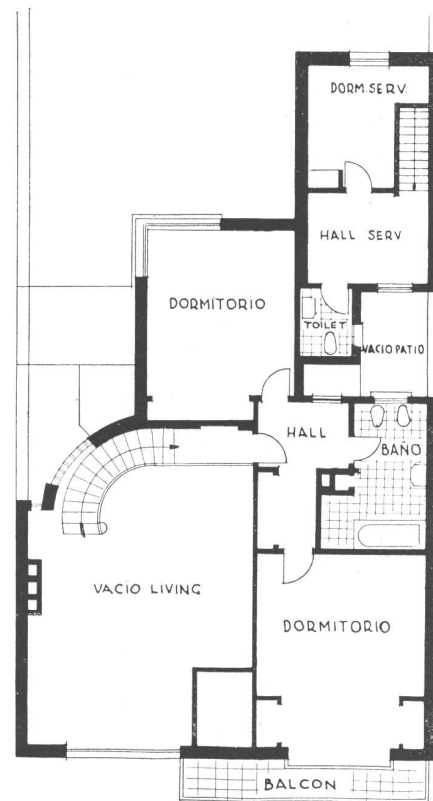 DORM. SERV.
HALL SERV
DORMITORIO
TOILET
VACIO PATIO
HALL
BAÑO
VACIO LIVING
DORMITORIO
BALCON